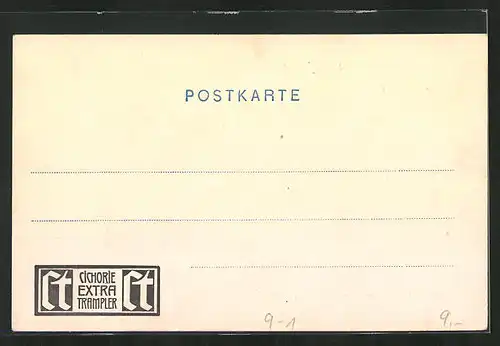 POSTKARTE
Ct CICHORIE EXTRA TRAMPLER Ct
9-1 9,-